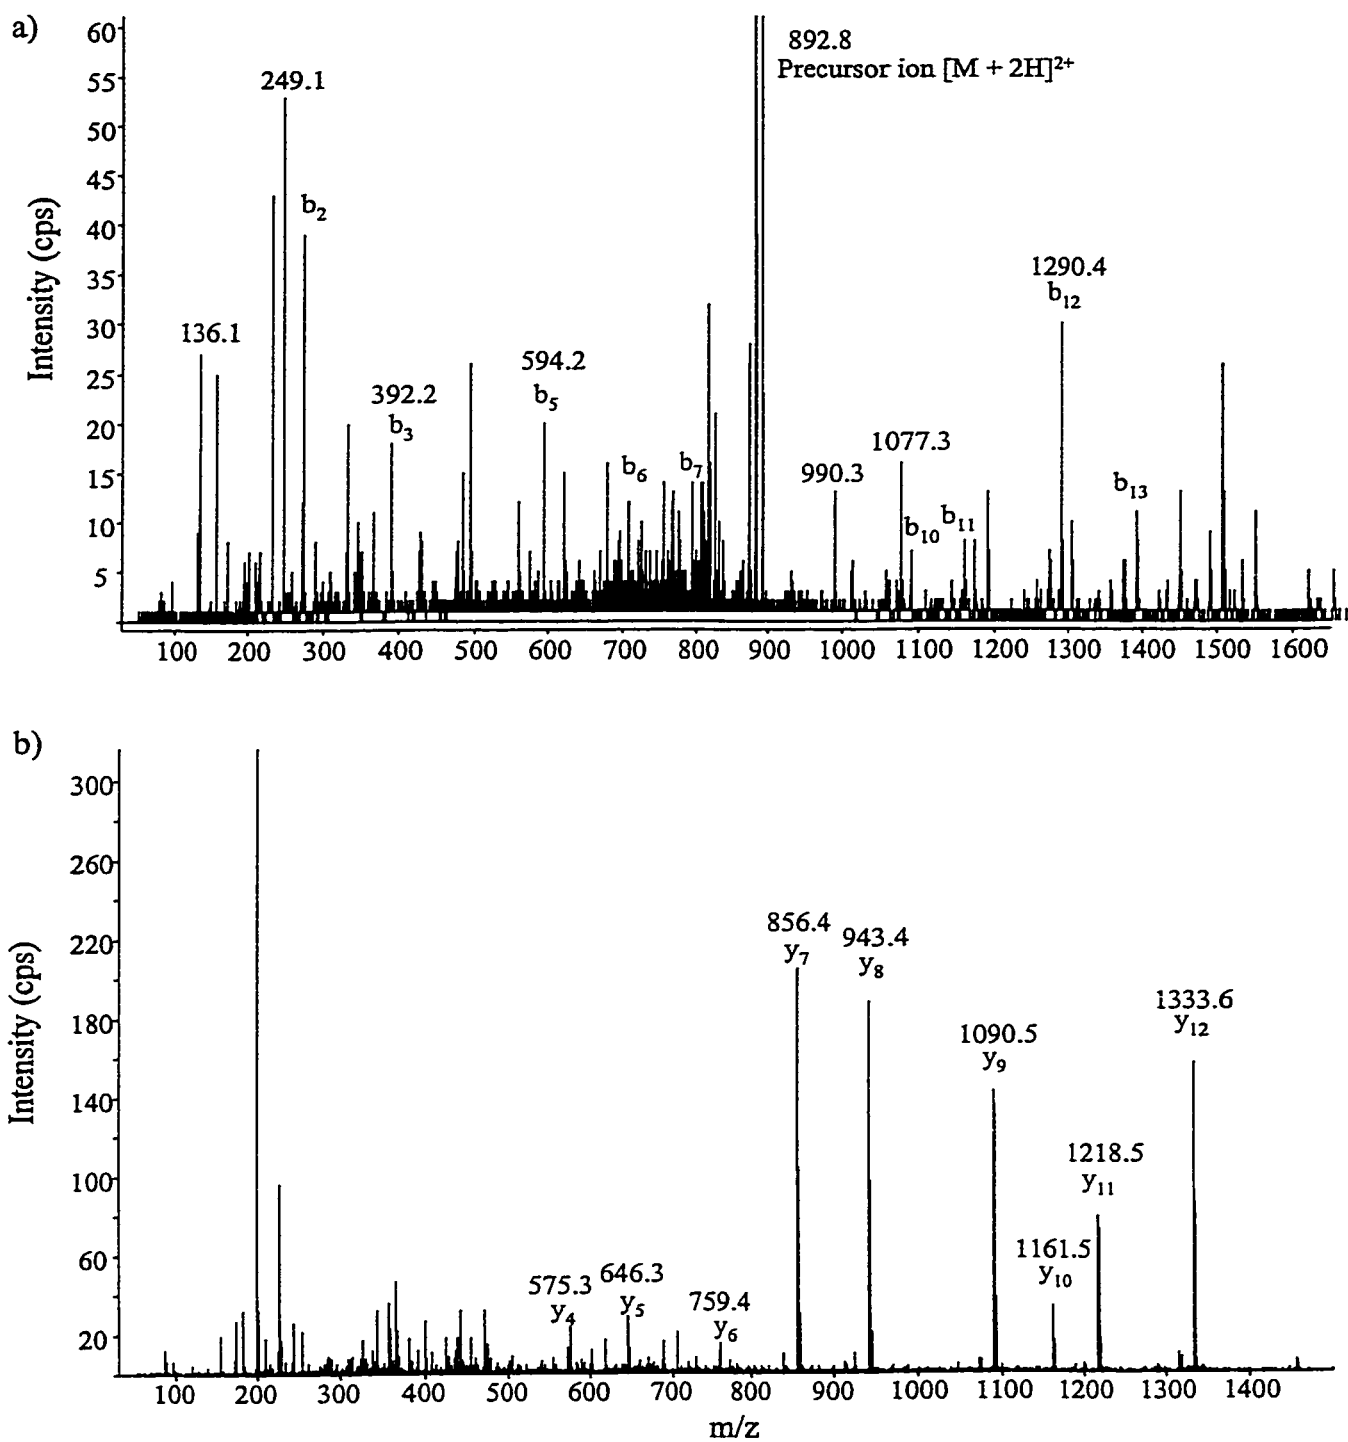 a)
892.8
Precursor ion [M + 2H]²⁺
249.1
b₂
136.1
392.2
b₃
594.2
b₅
b₆
b₇
990.3
1077.3
b₁₀
b₁₁
1290.4
b₁₂
b₁₃
Intensity (cps)
60
55
50
45
40
35
30
25
20
15
10
5
100 200 300 400 500 600 700 800 900 1000 1100 1200 1300 1400 1500 1600
b)
856.4
y₇
943.4
y₈
1090.5
y₉
1333.6
y₁₂
1218.5
y₁₁
1161.5
y₁₀
575.3
y₄
646.3
y₅
759.4
y₆
Intensity (cps)
300
260
220
180
140
100
60
20
100 200 300 400 500 600 700 800 900 1000 1100 1200 1300 1400
m/z